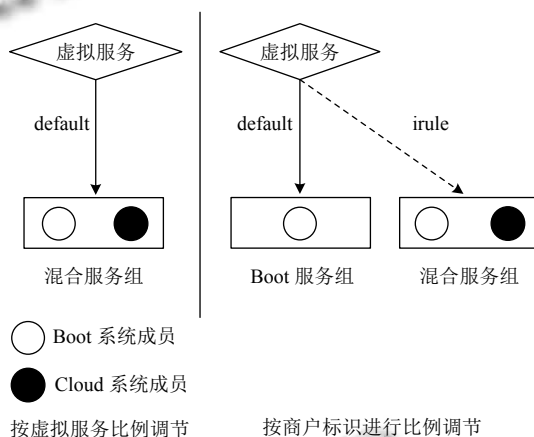 虚拟服务
default
混合服务组
虚拟服务
default
irule
Boot 服务组
混合服务组
Boot 系统成员
Cloud 系统成员
按虚拟服务比例调节
按商户标识进行比例调节